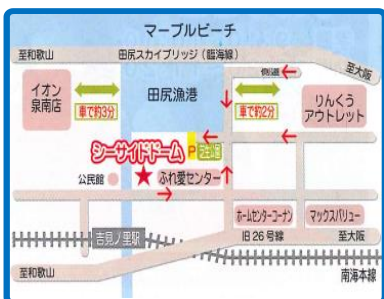 マーブルビーチ
至和歌山
田尻スカイブリッジ(臨海線)
至大阪
側道
イオン
泉南店
車で約3分
田尻漁港
車で約2分
りんくう
アウトレット
シーサイドドーム
P
芝生公園
公民館
★
ふれ愛センター
ホームセンターコーナン
マックスバリュー
吉見ノ里駅
旧26号線
至大阪
至和歌山
南海本線